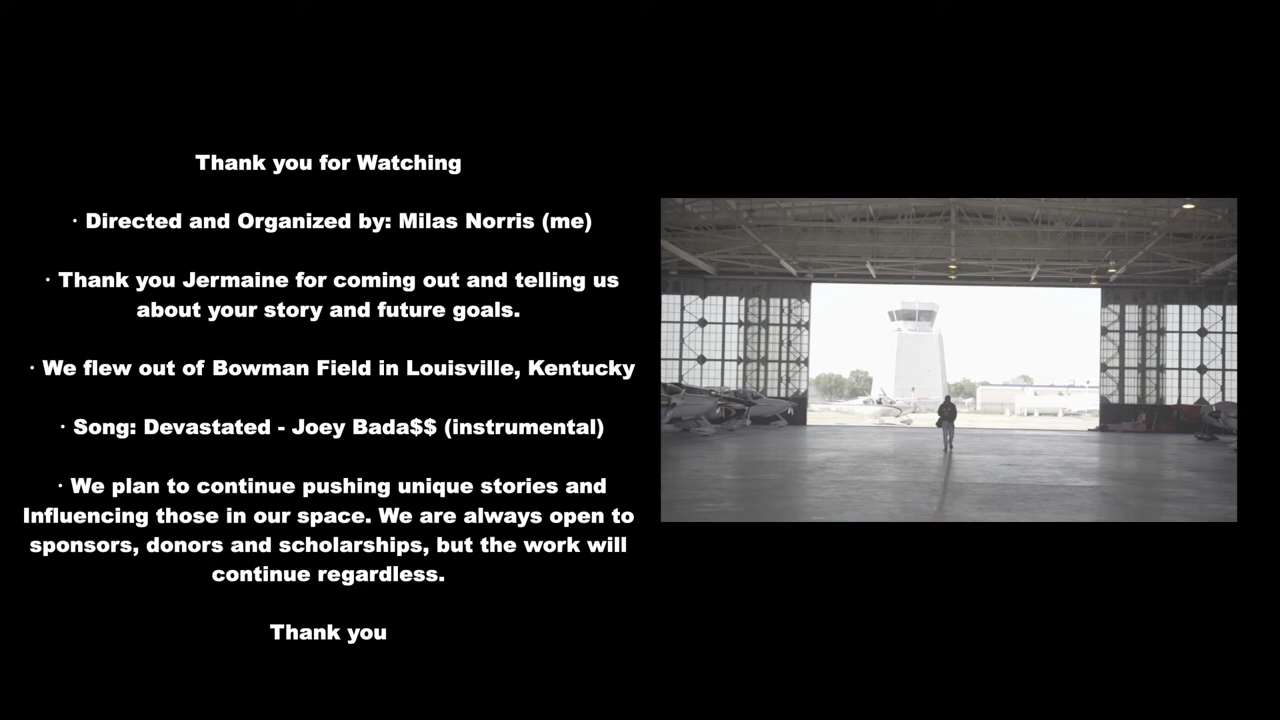 Thank you for Watching
· Directed and Organized by: Milas Norris (me)
· Thank you Jermaine for coming out and telling us
about your story and future goals.
· We flew out of Bowman Field in Louisville, Kentucky
· Song: Devastated - Joey Bada$$ (instrumental)
· We plan to continue pushing unique stories and
Influencing those in our space. We are always open to
sponsors, donors and scholarships, but the work will
continue regardless.
Thank you